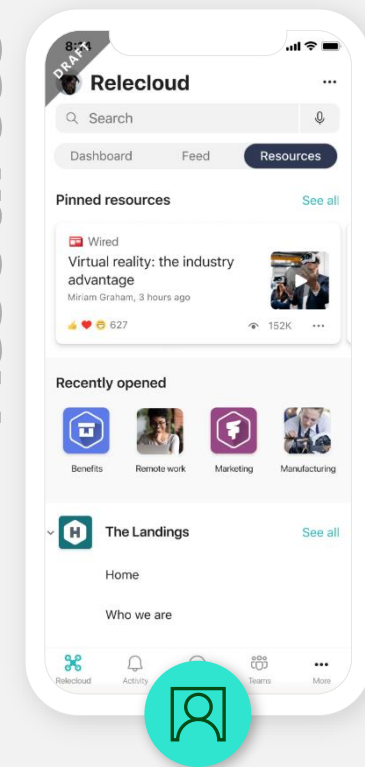 8:24
DRAFT
Relecloud
Search
Dashboard Feed Resources
Pinned resources See all
Wired
Virtual reality: the industry
advantage
Miriam Graham, 3 hours ago
627 152K
Recently opened
Benefits Remote work Marketing Manufacturing
H The Landings See all
Home
Who we are
Relecloud Activity Teams More